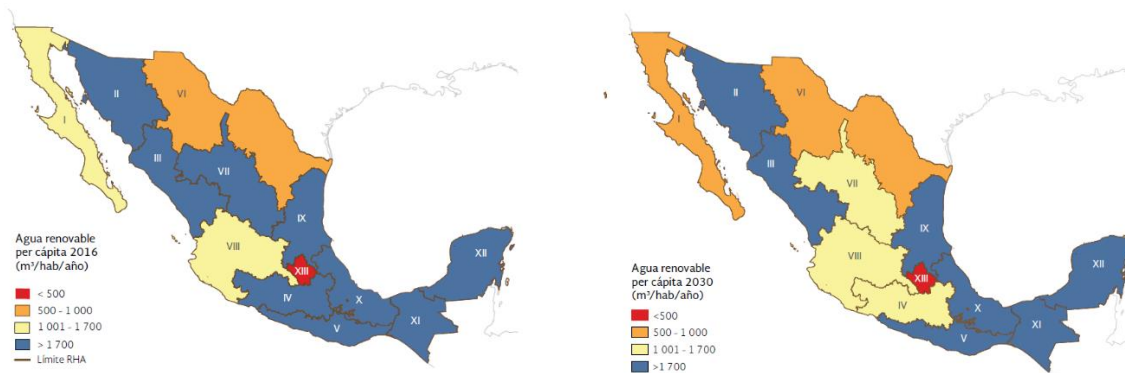 I
II
III
VI
VII
VIII
IX
XIII
IV
X
V
XI
XII
Agua renovable
per cápita 2016
(m³/hab/año)
< 500
500 - 1 000
1 001 - 1 700
> 1 700
Límite RHA
I
II
III
VI
VII
VIII
IX
XIII
IV
X
V
XI
XII
Agua renovable
per cápita 2030
(m³/hab/año)
<500
500 - 1 000
1 001 - 1 700
>1 700